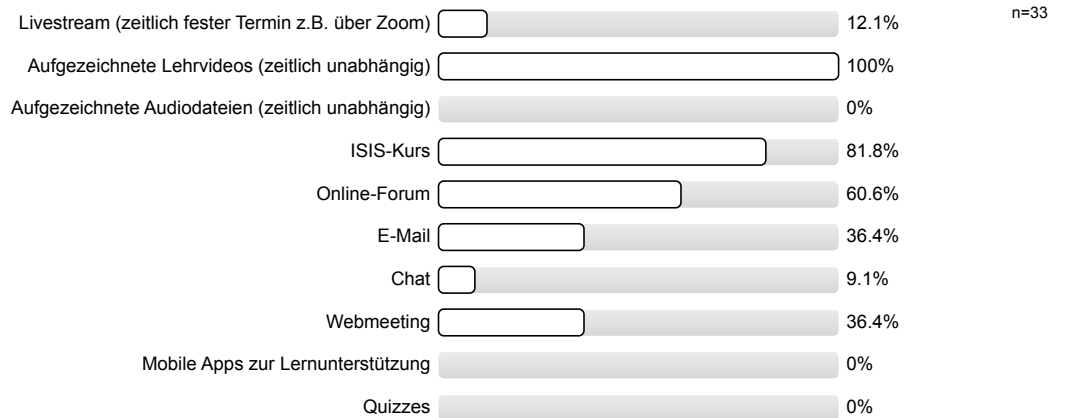 Livestream (zeitlich fester Termin z.B. über Zoom) 12.1% n=33
Aufgezeichnete Lehrvideos (zeitlich unabhängig) 100%
Aufgezeichnete Audiodateien (zeitlich unabhängig) 0%
ISIS-Kurs 81.8%
Online-Forum 60.6%
E-Mail 36.4%
Chat 9.1%
Webmeeting 36.4%
Mobile Apps zur Lernunterstützung 0%
Quizzes 0%